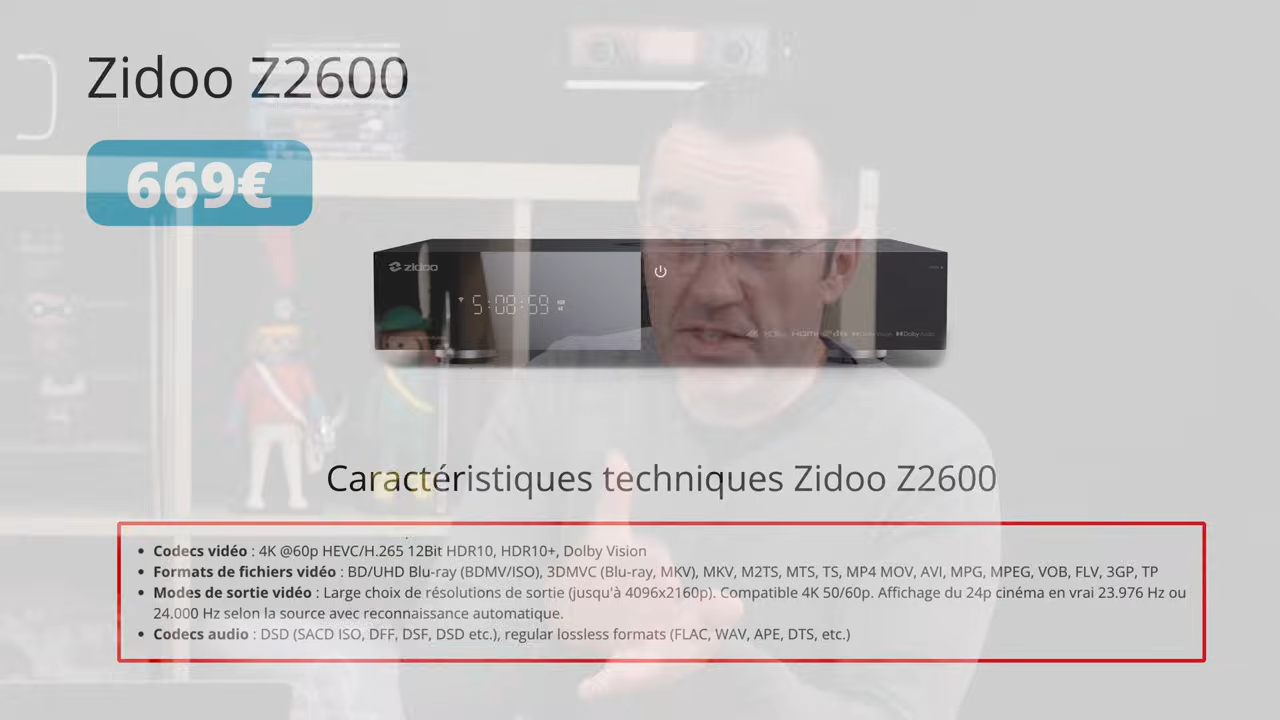 Zidoo Z2600
669€
zidoo
5:08:59
4K
HDMI
dts
Dolby Audio
Caractéristiques techniques Zidoo Z2600
• Codecs vidéo : 4K @60p HEVC/H.265 12Bit HDR10, HDR10+, Dolby Vision
• Formats de fichiers vidéo : BD/UHD Blu-ray (BDMV/ISO), 3DMVC (Blu-ray, MKV), MKV, M2TS, MTS, TS, MP4 MOV, AVI, MPG, MPEG, VOB, FLV, 3GP, TP
• Modes de sortie vidéo : Large choix de résolutions de sortie (jusqu'à 4096x2160p). Compatible 4K 50/60p. Affichage du 24p cinéma en vrai 23.976 Hz ou
24.000 Hz selon la source avec reconnaissance automatique.
• Codecs audio : DSD (SACD ISO, DFF, DSF, DSD etc.), regular lossless formats (FLAC, WAV, APE, DTS, etc.)